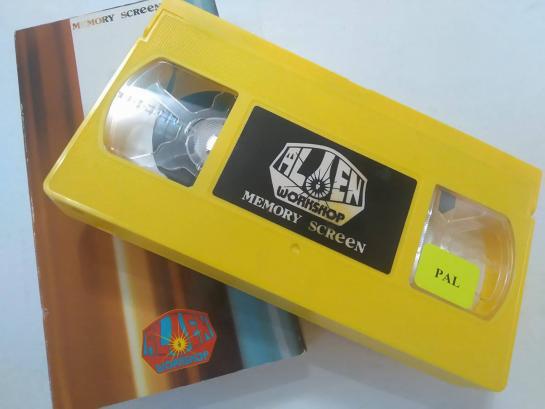 MEMORY SCReeN
ALIEN
WORKSHOP
MEMORY SCReeN
PAL
ALIEN
WORKSHOP